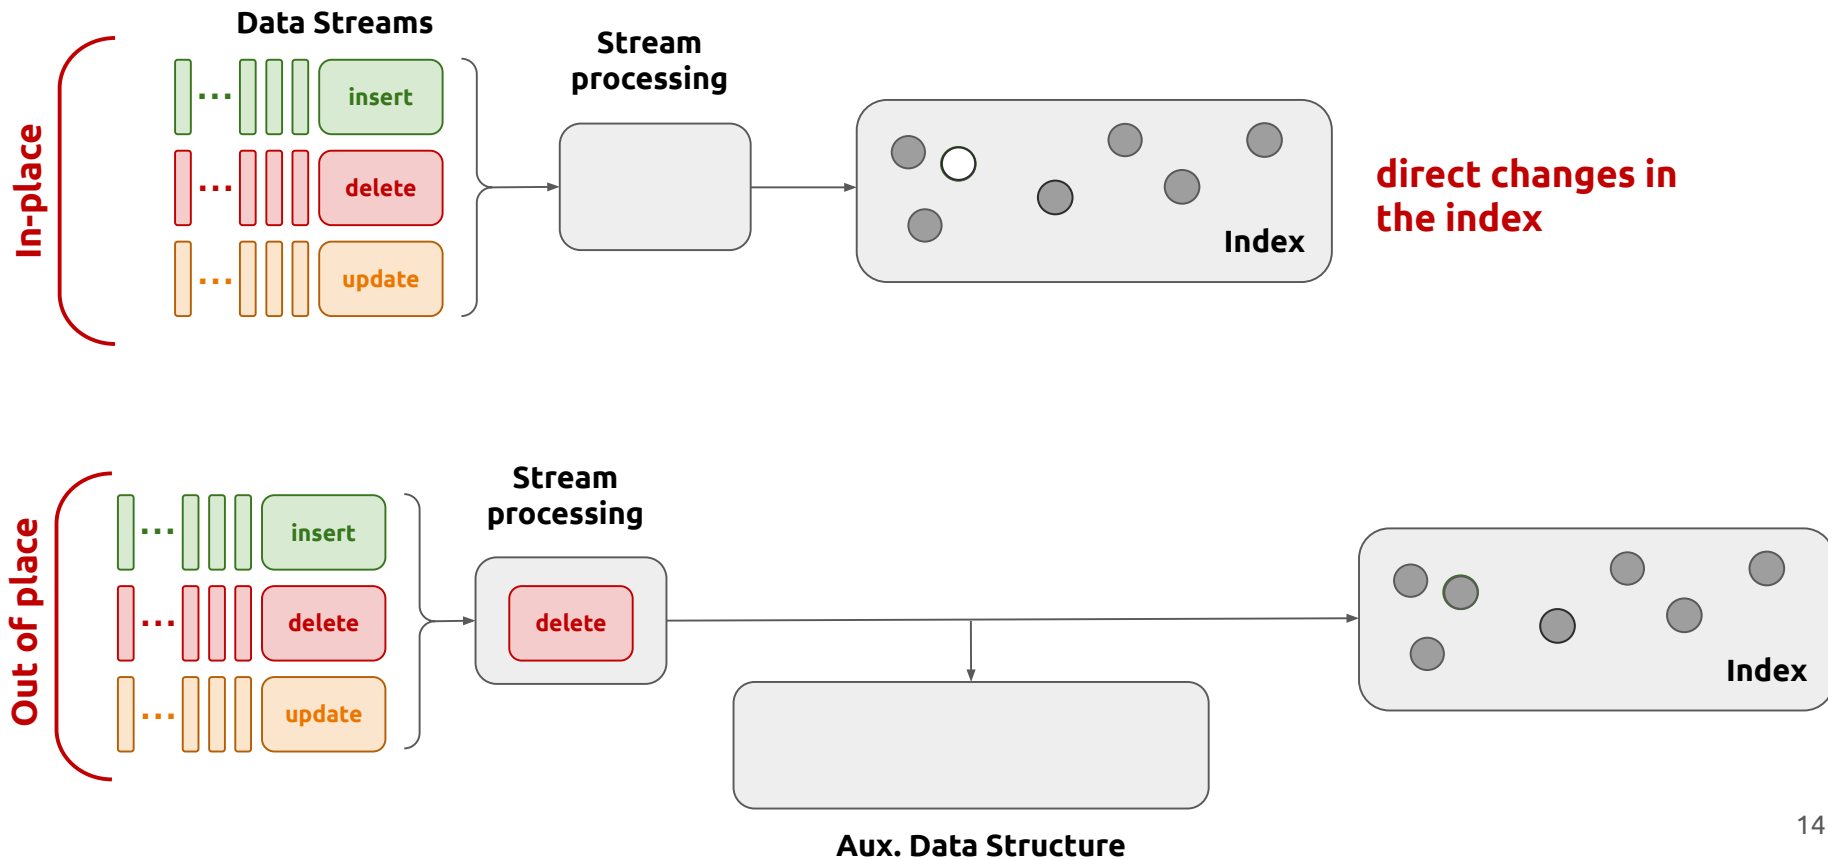 Data Streams
Stream
processing
In-place
... insert
... delete
... update
Index
direct changes in
the index
Stream
processing
Out of place
... insert
... delete
... update
delete
Index
Aux. Data Structure
14